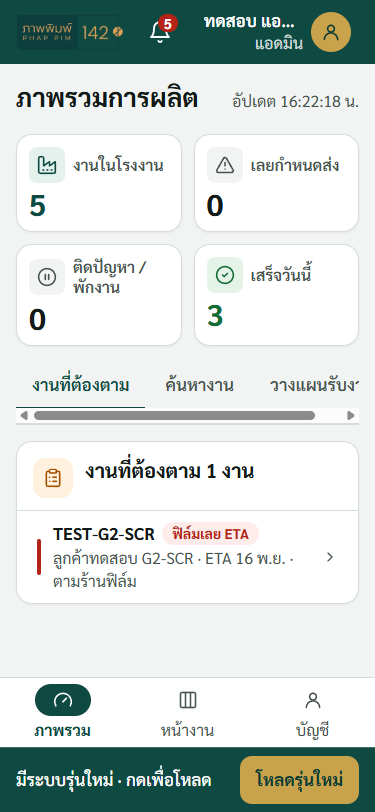 ภาพพิมพ์
PHAP PIM
142
5
ทดสอบ แอ...
แอดมิน
ภาพรวมการผลิต
อัปเดต 16:22:18 น.
งานในโรงงาน
5
เลยกำหนดส่ง
0
ติดปัญหา /
พักงาน
0
เสร็จวันนี้
3
งานที่ต้องตาม
ค้นหางาน
วางแผนรับงา
งานที่ต้องตาม 1 งาน
TEST-G2-SCR ฟิล์มเลย ETA
ลูกค้าทดสอบ G2-SCR · ETA 16 พ.ย. ·
ตามร้านฟิล์ม
ภาพรวม
หน้างาน
บัญชี
มีระบบรุ่นใหม่ · กดเพื่อโหลด
โหลดรุ่นใหม่